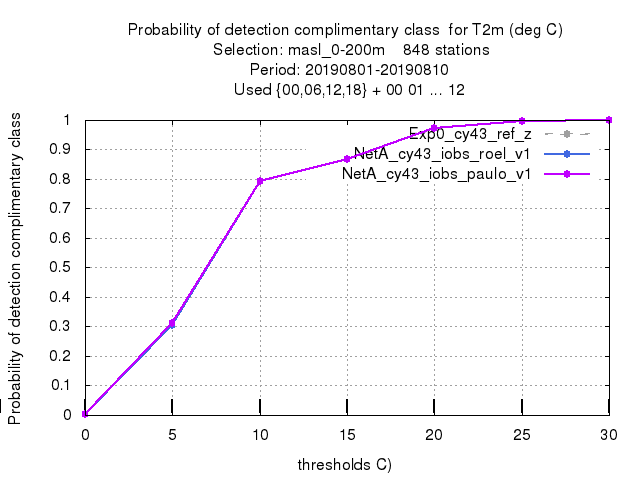 Probability of detection complimentary class  for T2m (deg C)
Selection: masl_0-200m    848 stations
Period: 20190801-20190810
Used {00,06,12,18} + 00 01 ... 12
Probability of detection complimentary class
1
0.9
0.8
0.7
0.6
0.5
0.4
0.3
0.2
0.1
0
Exp0_cy43_ref_z
NetA_cy43_iobs_roel_v1
NetA_cy43_iobs_paulo_v1
0 5 10 15 20 25 30
thresholds C)